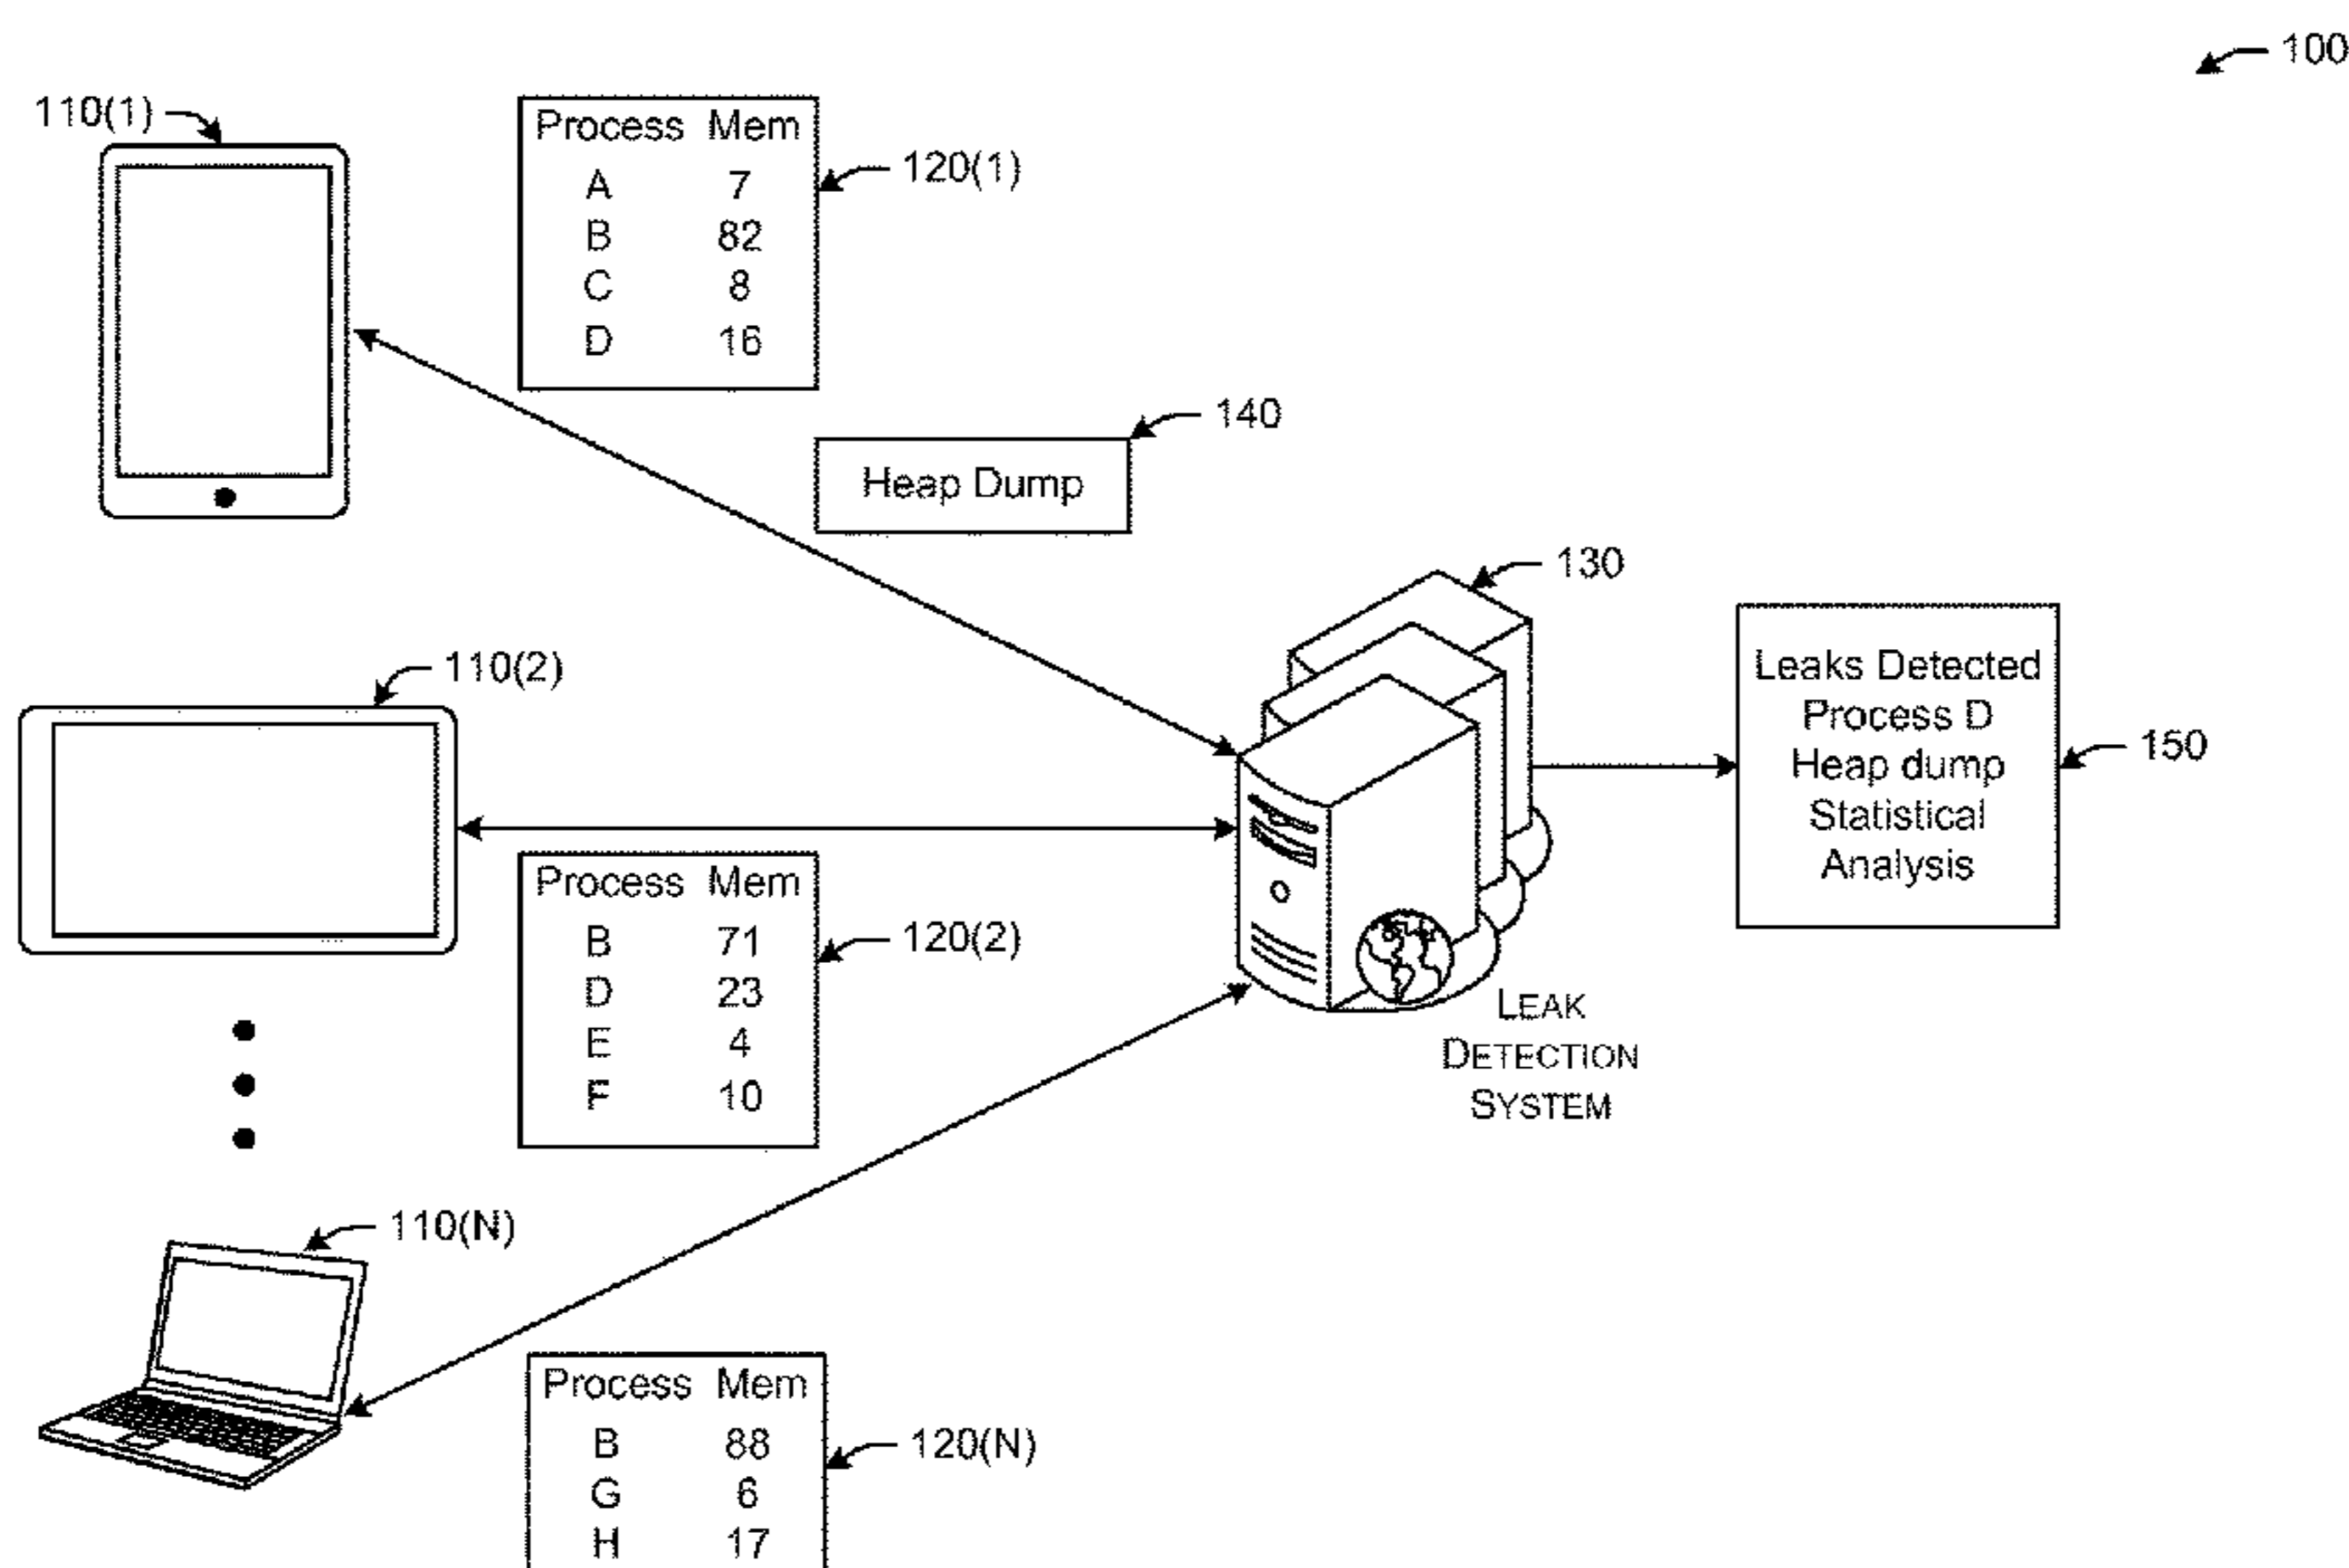 100
110(1)
Process Mem
A 7
B 82
C 8
D 16
120(1)
140
Heap Dump
130
Leaks Detected
Process D
Heap dump
Statistical
Analysis
150
110(2)
Process Mem
B 71
D 23
E 4
F 10
120(2)
LEAK
DETECTION
SYSTEM
110(N)
Process Mem
B 88
G 6
H 17
120(N)